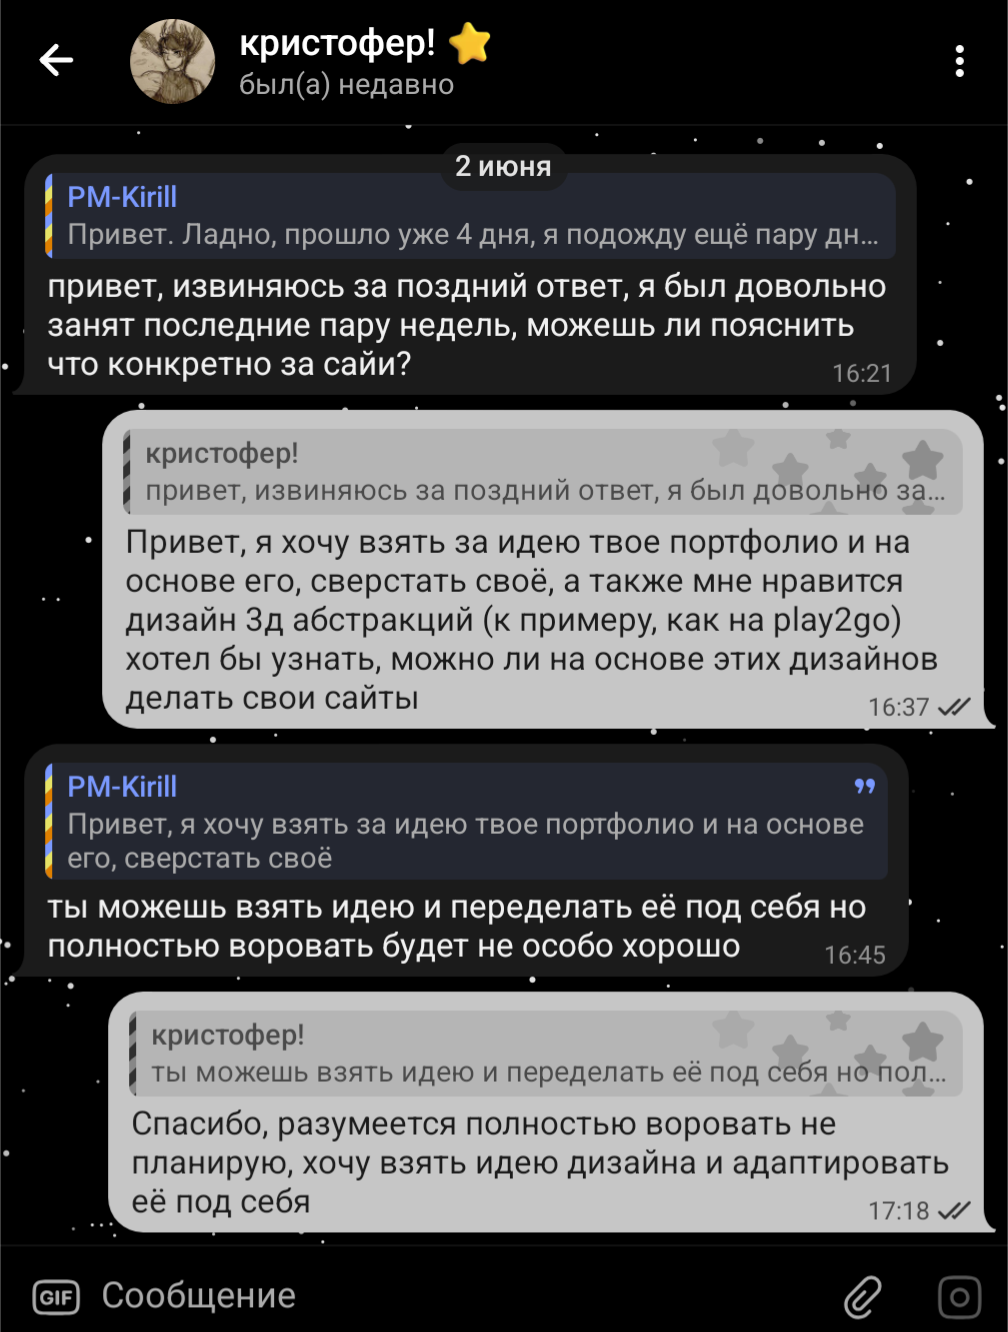 кристофер! ⭐
был(а) недавно
2 июня
PM-Kirill
Привет. Ладно, прошло уже 4 дня, я подожду ещё пару дн...
привет, извиняюсь за поздний ответ, я был довольно
занят последние пару недель, можешь ли пояснить
что конкретно за сайи?
16:21
кристофер!
привет, извиняюсь за поздний ответ, я был довольно за...
Привет, я хочу взять за идею твое портфолио и на
основе его, сверстать своё, а также мне нравится
дизайн 3д абстракций (к примеру, как на play2go)
хотел бы узнать, можно ли на основе этих дизайнов
делать свои сайты
16:37
PM-Kirill
Привет, я хочу взять за идею твое портфолио и на основе
его, сверстать своё
ты можешь взять идею и переделать её под себя но
полностью воровать будет не особо хорошо
16:45
кристофер!
ты можешь взять идею и переделать её под себя но пол...
Спасибо, разумеется полностью воровать не
планирую, хочу взять идею дизайна и адаптировать
её под себя
17:18
GIF Сообщение